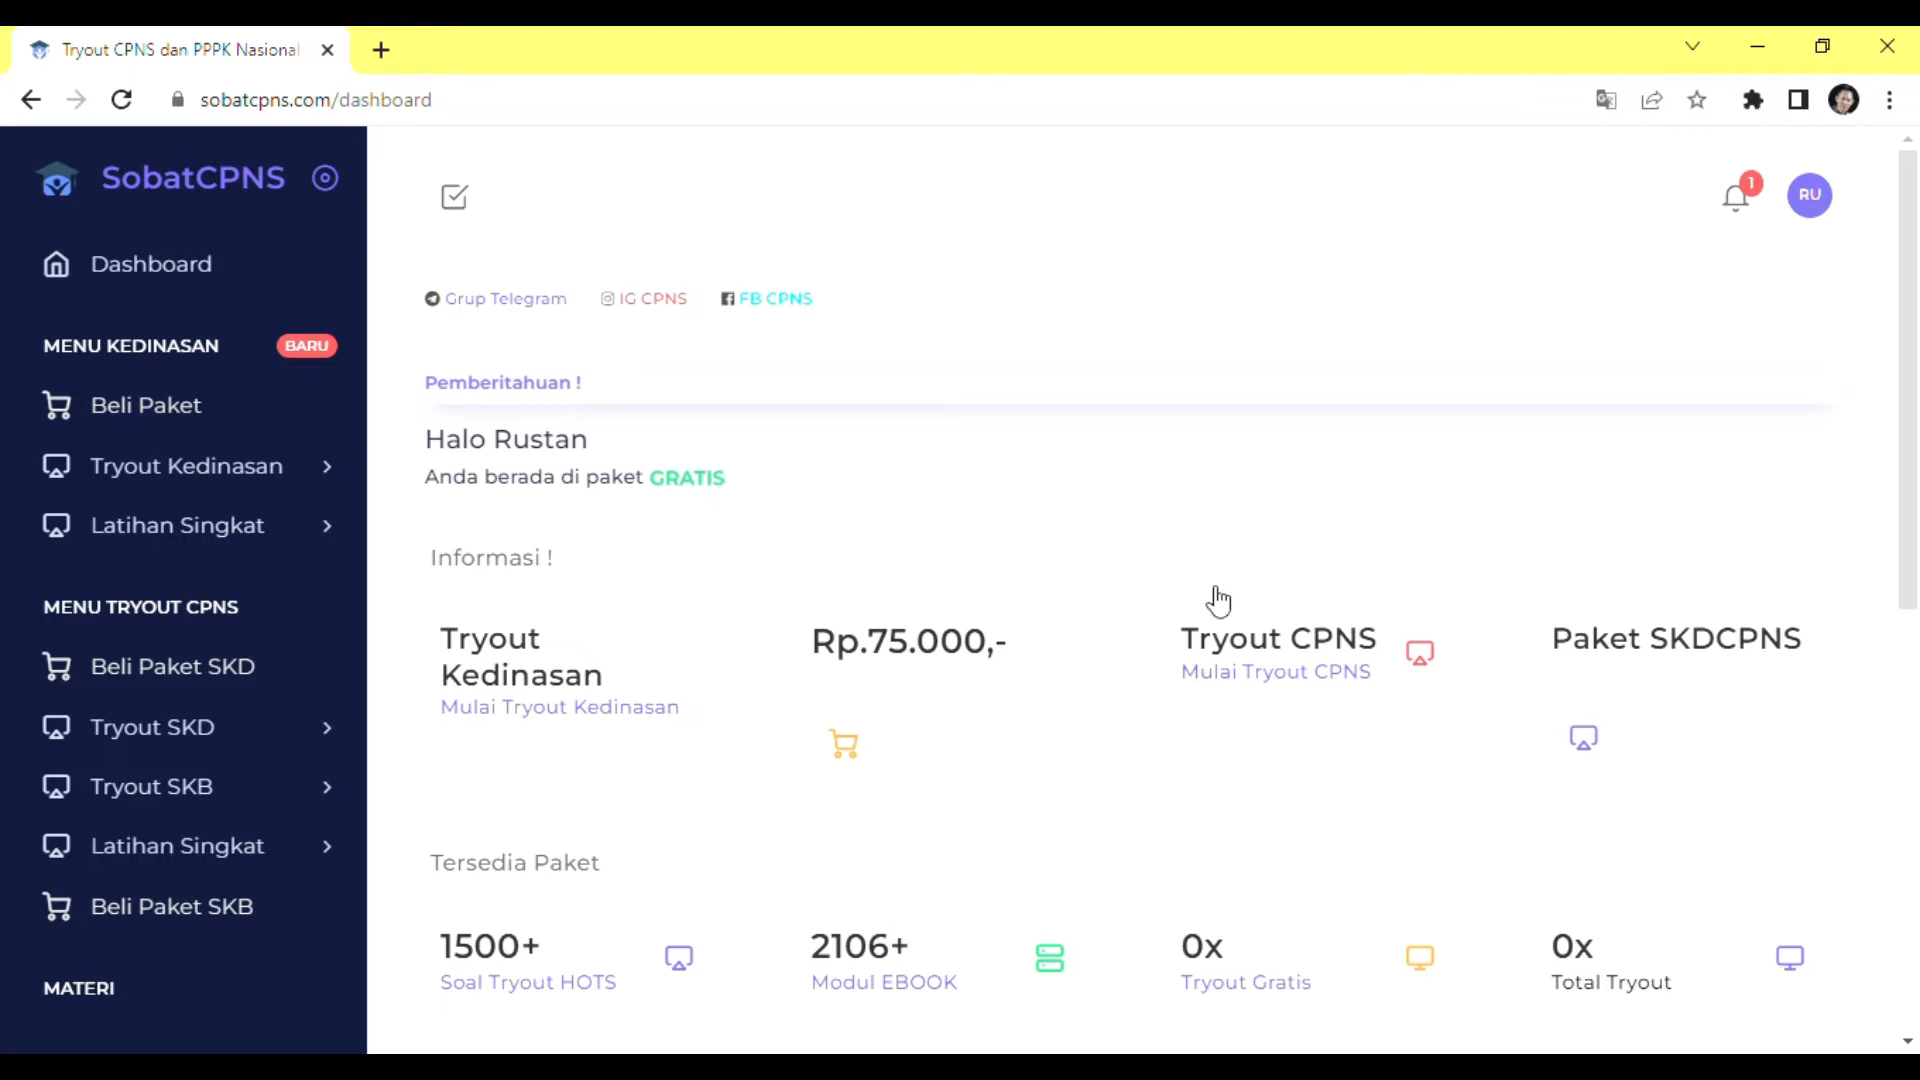 Tryout CPNS dan PPPK Nasional
sobatcpns.com/dashboard
SobatCPNS
1
RU
Dashboard
Grup Telegram
IG CPNS
FB CPNS
MENU KEDINASAN
BARU
Pemberitahuan !
Beli Paket
Halo Rustan
Tryout Kedinasan
Anda berada di paket GRATIS
Latihan Singkat
Informasi !
MENU TRYOUT CPNS
Tryout Kedinasan
Mulai Tryout Kedinasan
Rp.75.000,-
Tryout CPNS
Mulai Tryout CPNS
Paket SKDCPNS
Beli Paket SKD
Tryout SKD
Tryout SKB
Latihan Singkat
Beli Paket SKB
Tersedia Paket
1500+
Soal Tryout HOTS
2106+
Modul EBOOK
0x
Tryout Gratis
0x
Total Tryout
MATERI